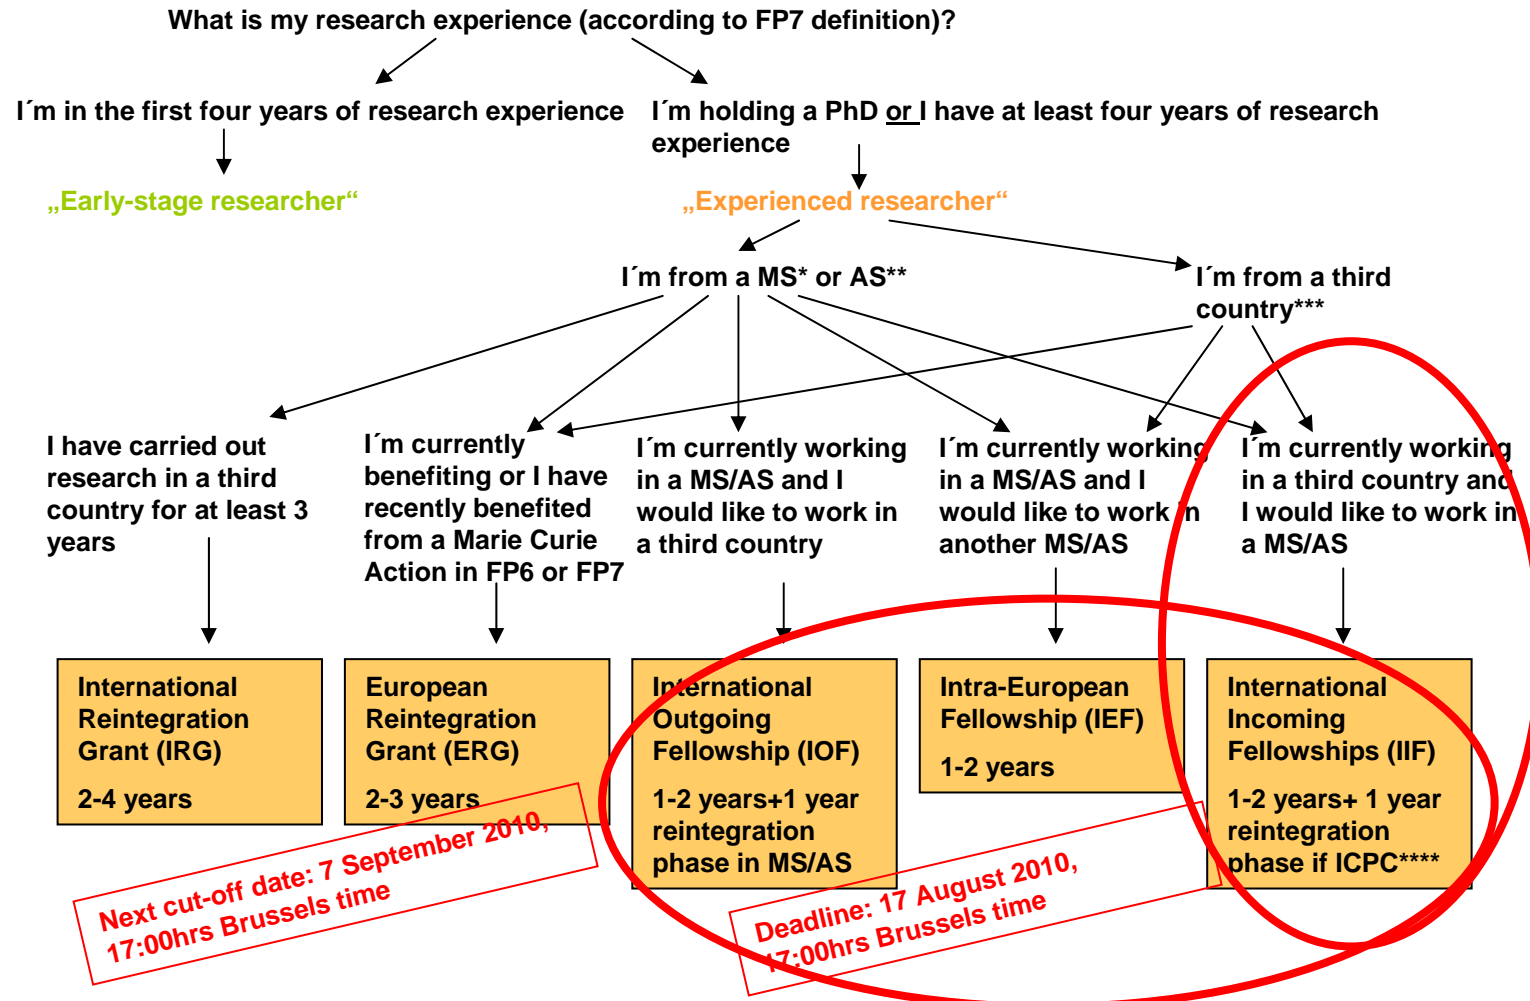 What is my research experience (according to FP7 definition)?
I´m in the first four years of research experience
I´m holding a PhD or I have at least four years of research
experience
„Early-stage researcher“
„Experienced researcher“
I´m from a MS* or AS**
I´m from a third
country***
I have carried out
research in a third
country for at least 3
years
I´m currently
benefiting or I have
recently benefited
from a Marie Curie
Action in FP6 or FP7
I´m currently working
in a MS/AS and I
would like to work in
a third country
I´m currently working
in a MS/AS and I
would like to work in
another MS/AS
I´m currently working
in a third country and
I would like to work in
a MS/AS
International
Reintegration
Grant (IRG)
2-4 years
European
Reintegration
Grant (ERG)
2-3 years
International
Outgoing
Fellowship (IOF)
1-2 years+1 year
reintegration
phase in MS/AS
Intra-European
Fellowship (IEF)
1-2 years
International
Incoming
Fellowships (IIF)
1-2 years+ 1 year
reintegration
phase if ICPC****
Next cut-off date: 7 September 2010,
17:00hrs Brussels time
Deadline: 17 August 2010,
17:00hrs Brussels time